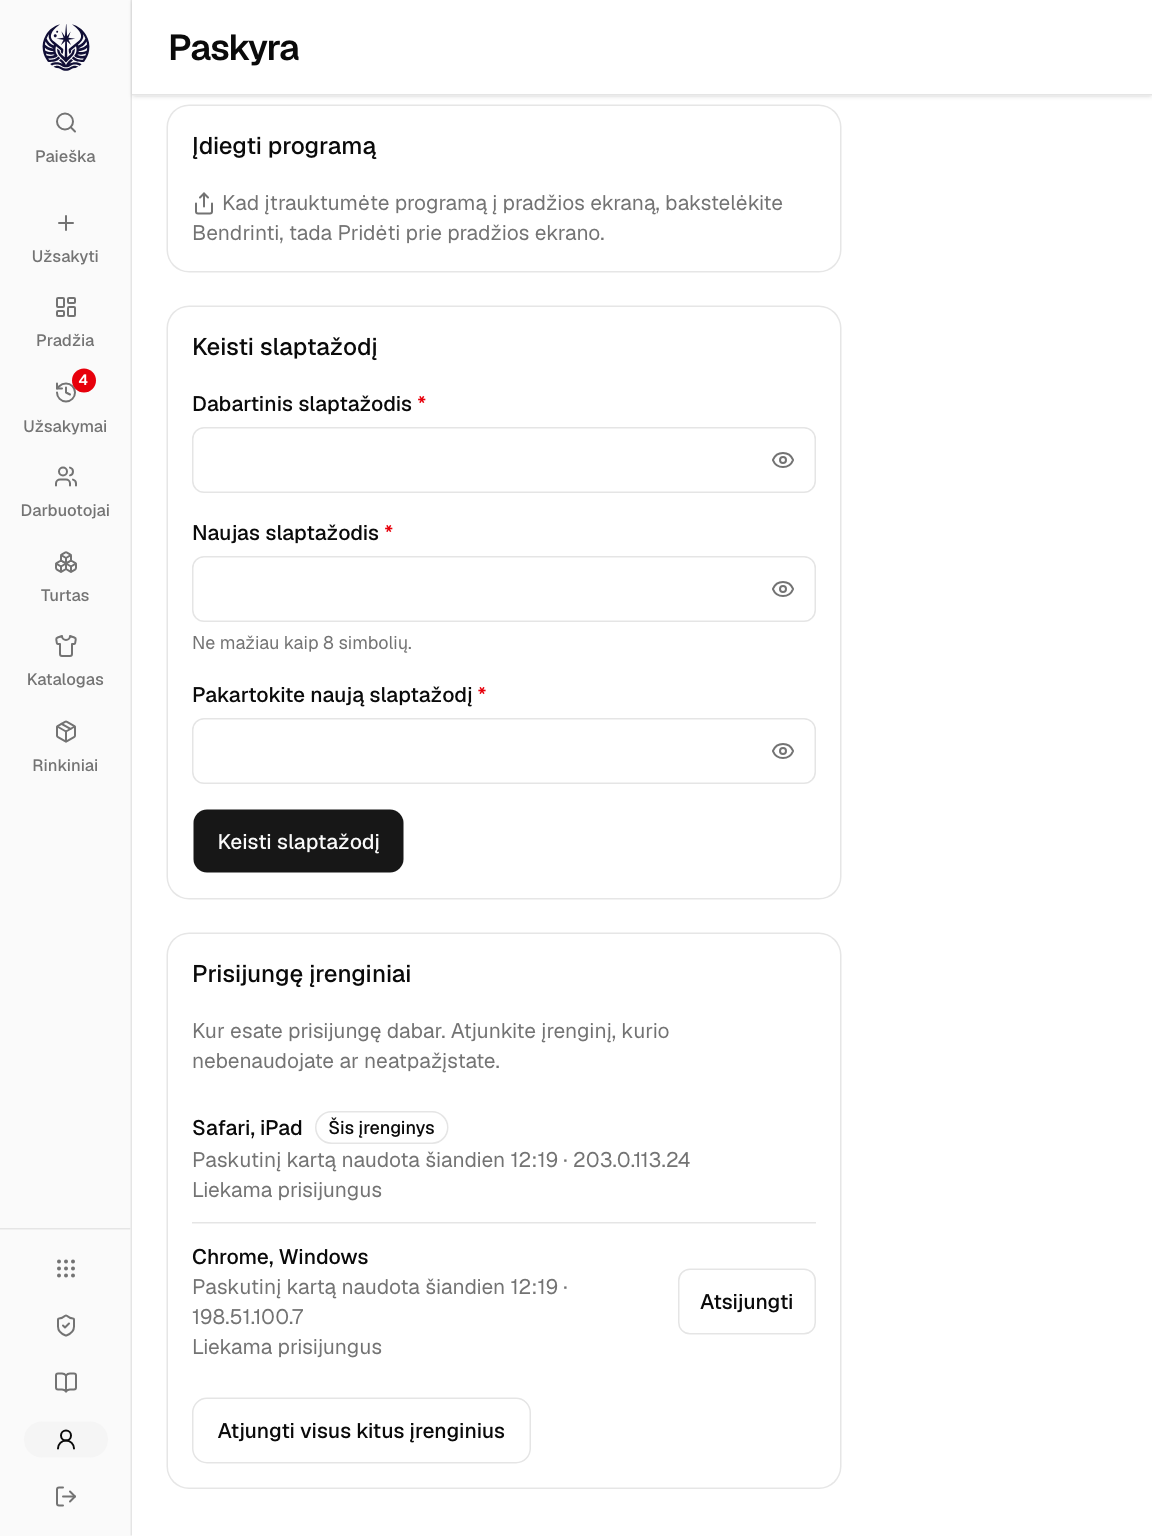 Paskyra
Paieška
Užsakyti
Pradžia
4
Užsakymai
Darbuotojai
Turtas
Katalogas
Rinkiniai
Įdiegti programą
Kad įtrauktumėte programą į pradžios ekraną, bakstelėkite
Bendrinti, tada Pridėti prie pradžios ekrano.
Keisti slaptažodį
Dabartinis slaptažodis *
Naujas slaptažodis *
Ne mažiau kaip 8 simbolių.
Pakartokite naują slaptažodį *
Keisti slaptažodį
Prisijungę įrenginiai
Kur esate prisijungę dabar. Atjunkite įrenginį, kurio
nebenaudojate ar neatpažįstate.
Safari, iPad Šis įrenginys
Paskutinį kartą naudota šiandien 12:19 · 203.0.113.24
Liekama prisijungus
Chrome, Windows
Paskutinį kartą naudota šiandien 12:19 ·
198.51.100.7
Liekama prisijungus
Atsijungti
Atjungti visus kitus įrenginius